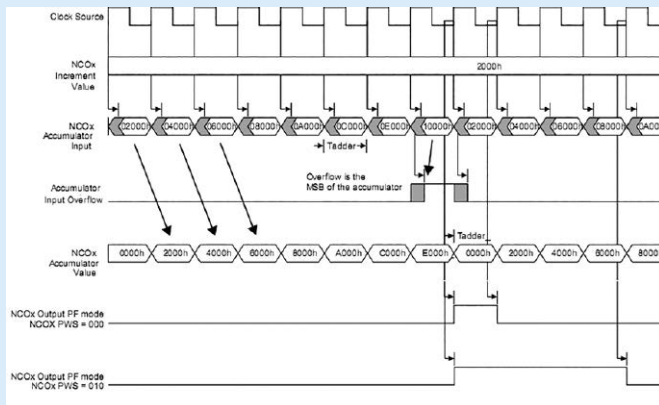 Clock Source
NCOx Increment Value
2000h
NCOx Accumulator Input
02000h 04000h 06000h 08000h 0A000h 0C000h 0E000h 10000h 02000h 04000h 06000h 08000h 0A00
Tadder
Overflow is the
MSB of the accumulator
Accumulator
Input Overflow
Tadder
NCOx Accumulator Value
0000h 2000h 4000h 6000h 8000h A000h C000h E000h 0000h 2000h 4000h 6000h 8000
NCOx Output PF mode
NCOX PWS = 000
NCOx Output PF mode
NCOx PWS = 010